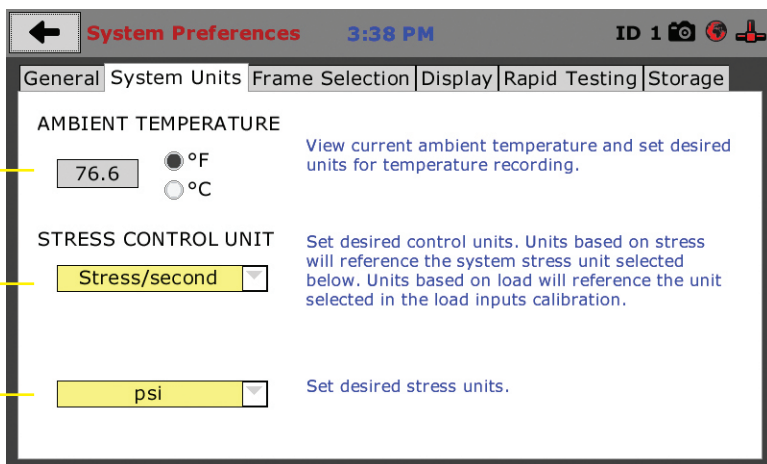 System Preferences 3:38 PM ID 1
General System Units Frame Selection Display Rapid Testing Storage
AMBIENT TEMPERATURE
View current ambient temperature and set desired
units for temperature recording.
76.6
°F
°C
STRESS CONTROL UNIT
Set desired control units. Units based on stress
will reference the system stress unit selected
below. Units based on load will reference the unit
selected in the load inputs calibration.
Stress/second
psi
Set desired stress units.